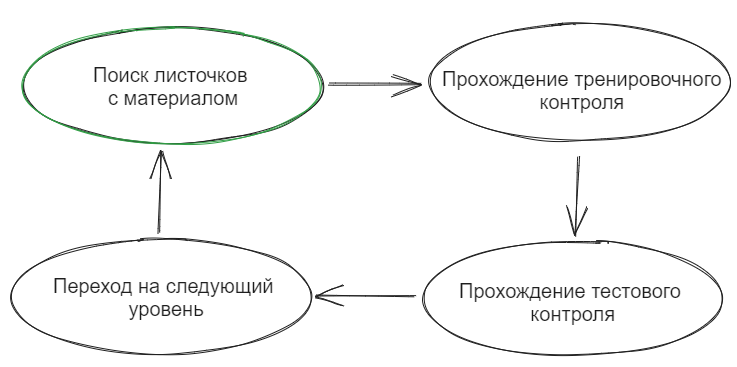 Поиск листочков
с материалом
Прохождение тренировочного
контроля
Переход на следующий
уровень
Прохождение тестового
контроля